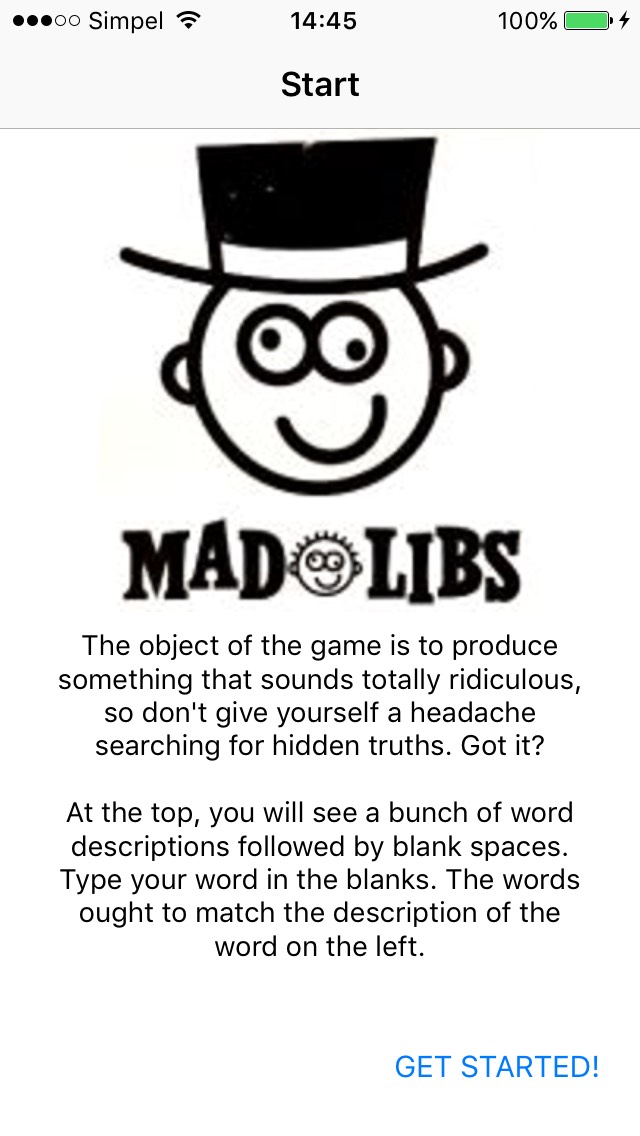 Simpel 14:45 100%
Start
MAD LIBS
The object of the game is to produce
something that sounds totally ridiculous,
so don't give yourself a headache
searching for hidden truths. Got it?
At the top, you will see a bunch of word
descriptions followed by blank spaces.
Type your word in the blanks. The words
ought to match the description of the
word on the left.
GET STARTED!